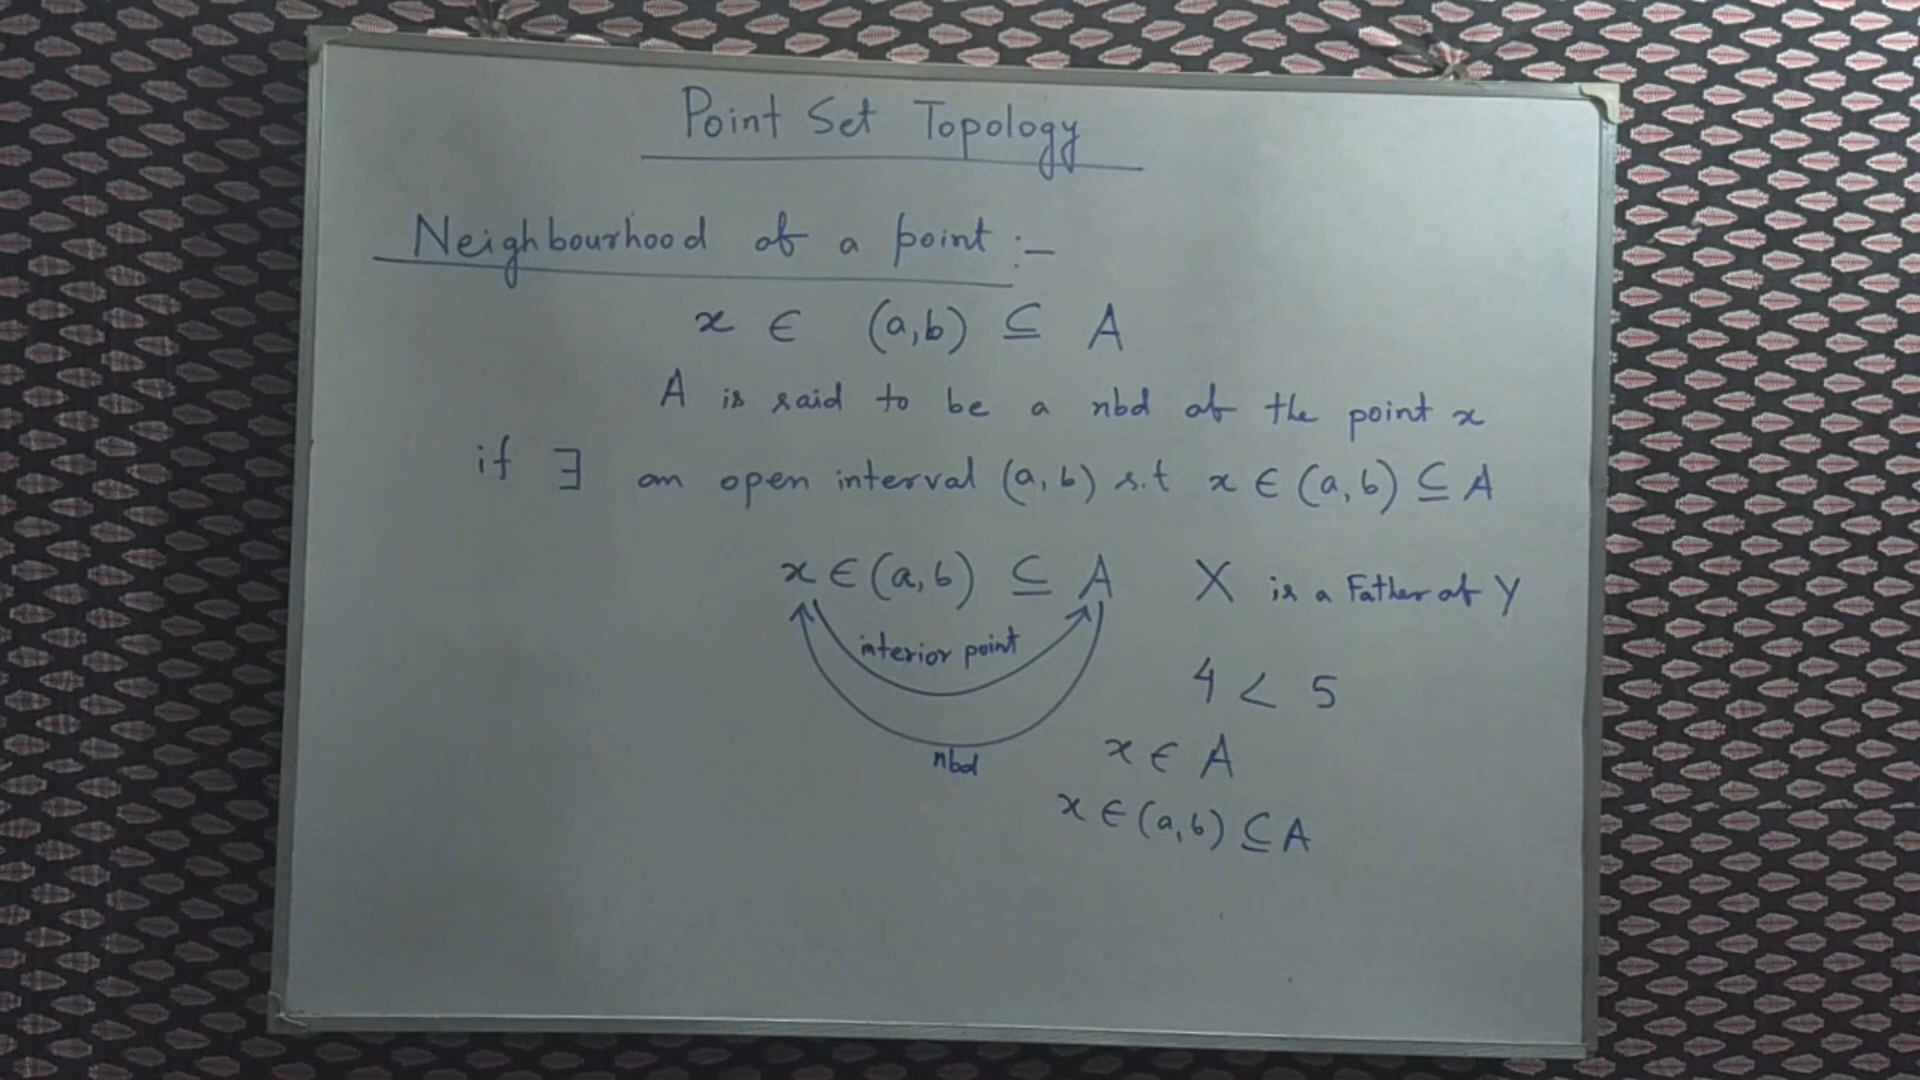 Point Set Topology
Neighbourhood of a point :-
x ∈ (a,b) ⊆ A
A is said to be a nbd of the point x
if ∃ an open interval (a,b) s.t x ∈ (a,b) ⊆ A
x ∈ (a,b) ⊆ A X is a Father of Y
interior point
4 < 5
nbd
x ∈ A
x ∈ (a,b) ⊆ A